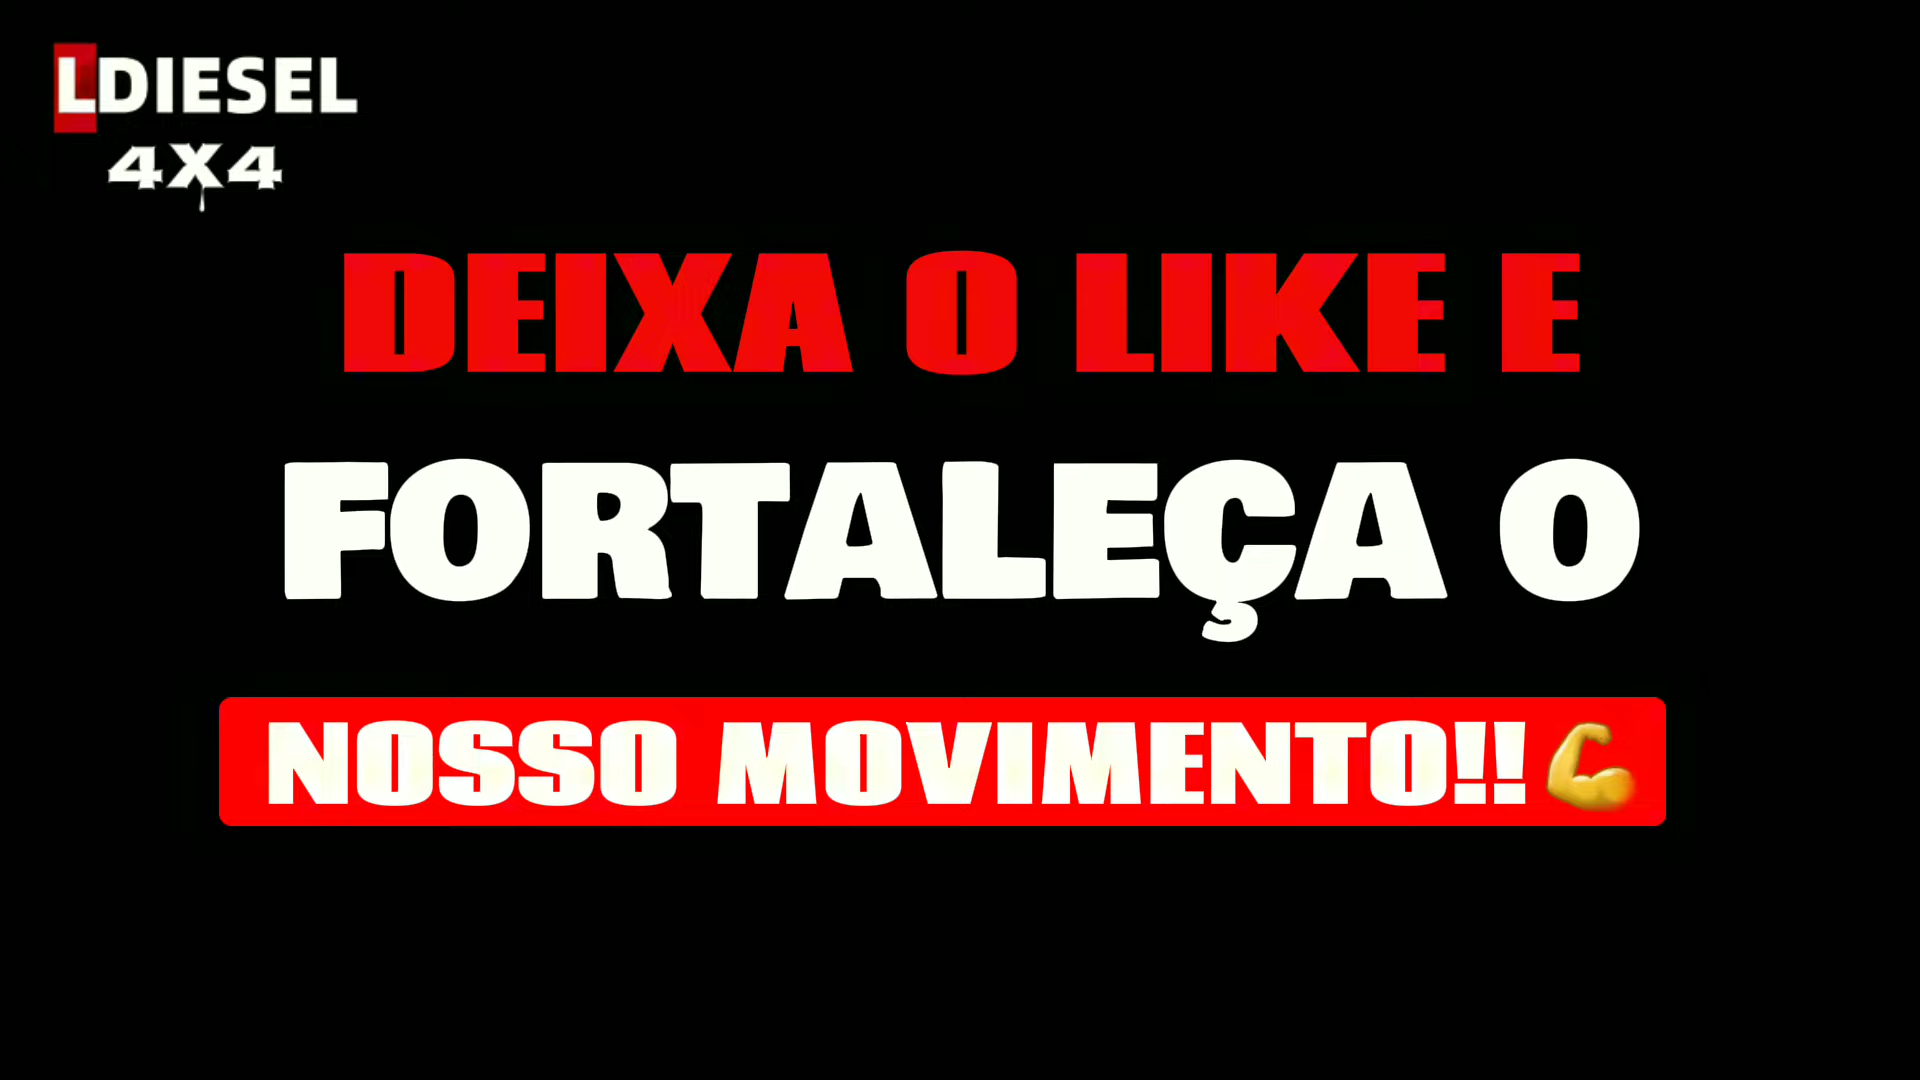 LDIESEL
4X4
DEIXA O LIKE E
FORTALEÇA O
NOSSO MOVIMENTO!!💪